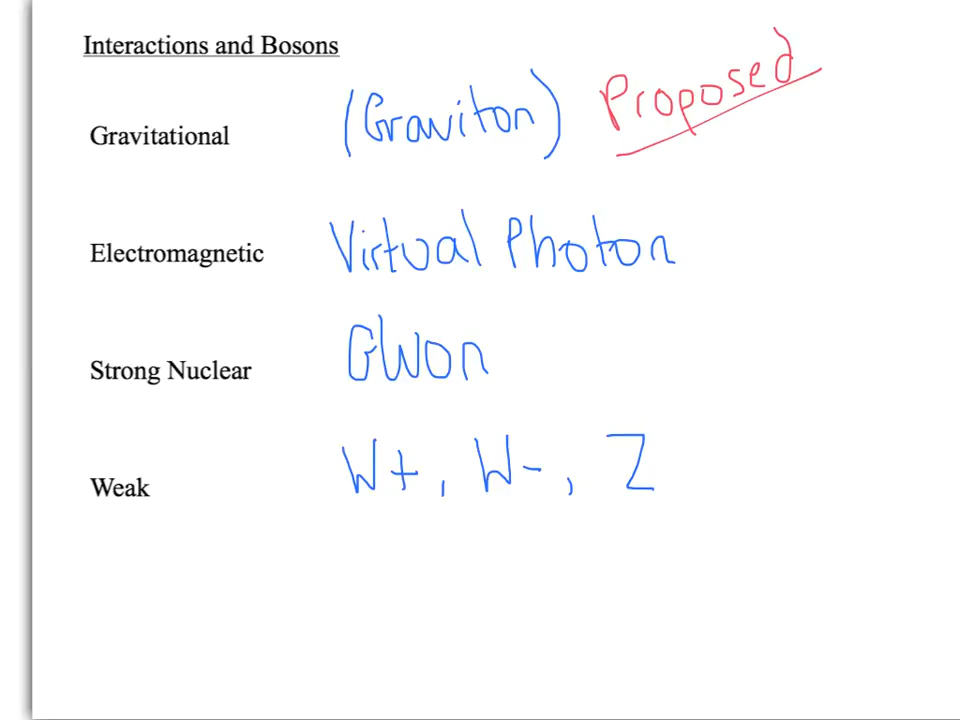 Interactions and Bosons
Gravitational (Graviton) Proposed
Electromagnetic Virtual Photon
Strong Nuclear Gluon
Weak W+, W-, Z